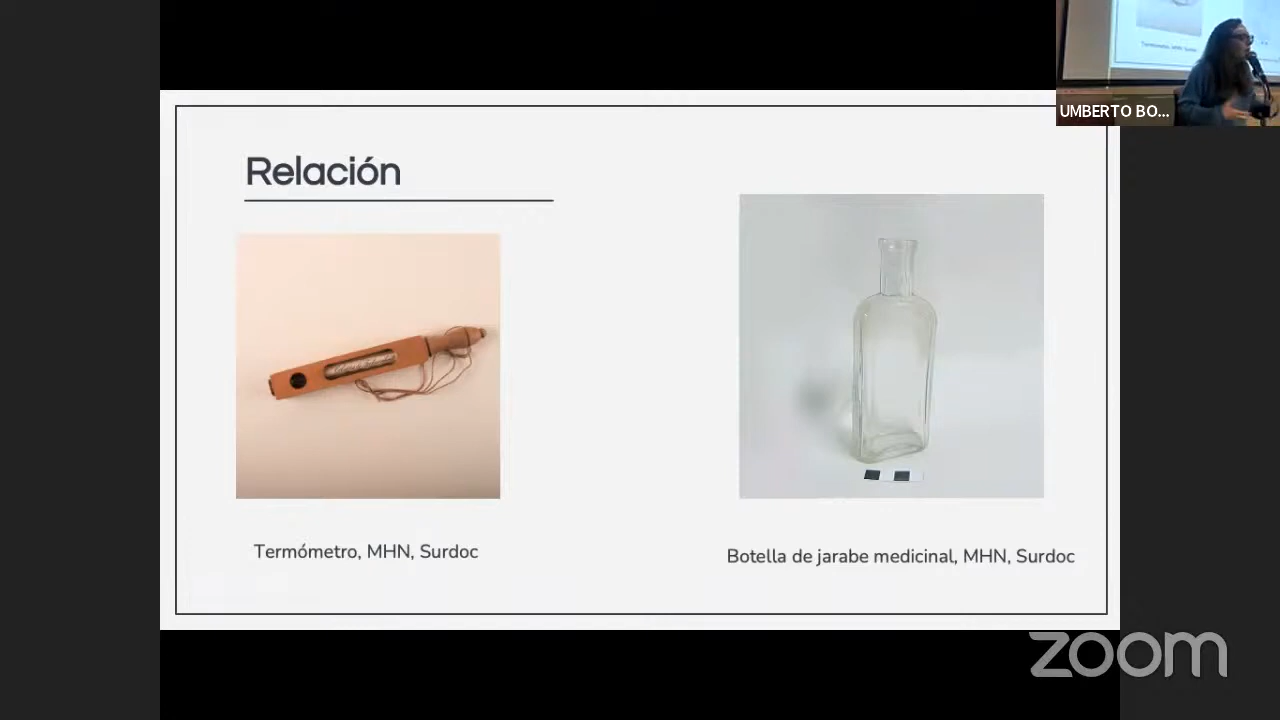 UMBERTO BO...
Relación
Termómetro, MHN, Surdoc
Botella de jarabe medicinal, MHN, Surdoc
zoom